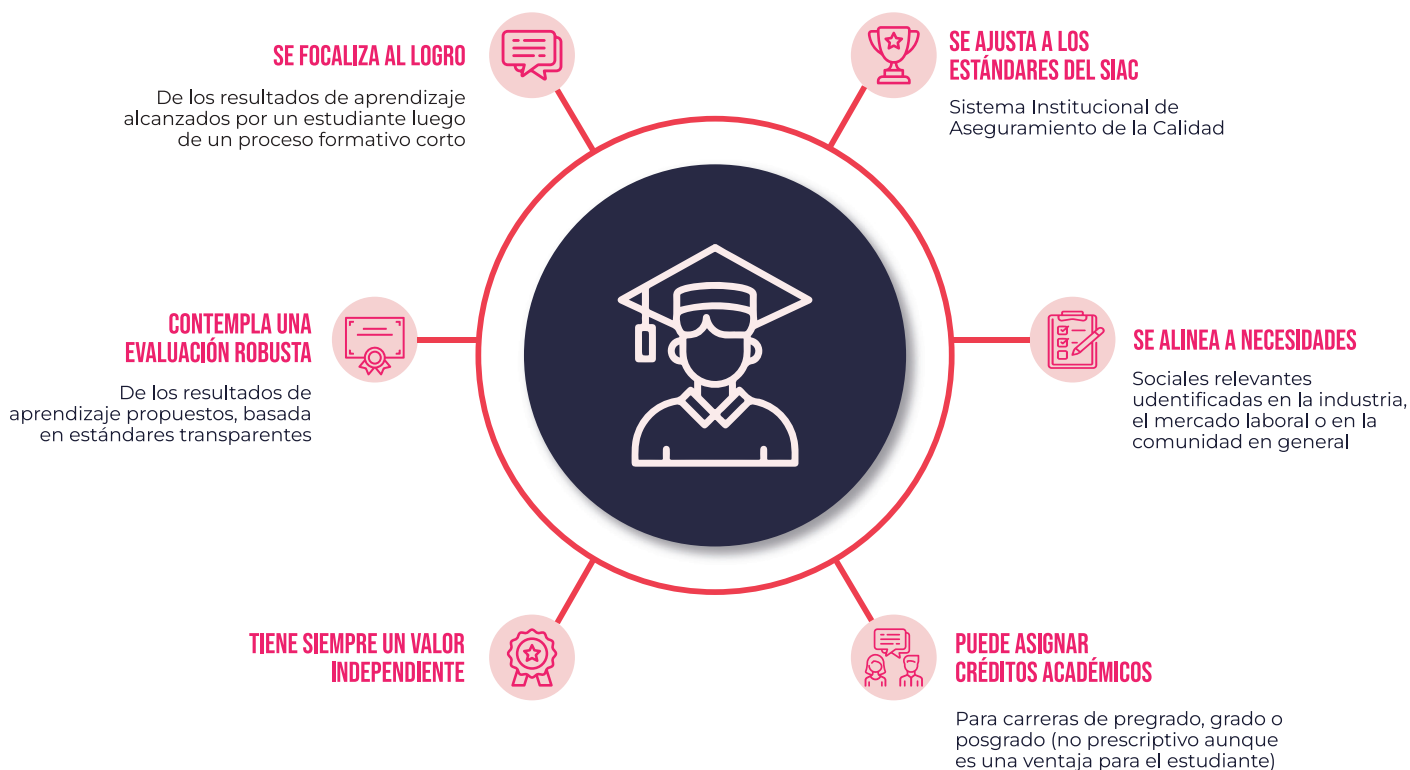 SE FOCALIZA AL LOGRO
De los resultados de aprendizaje
alcanzados por un estudiante luego
de un proceso formativo corto
SE AJUSTA A LOS
ESTÁNDARES DEL SIAC
Sistema Institucional de
Aseguramiento de la Calidad
CONTEMPLA UNA
EVALUACIÓN ROBUSTA
De los resultados de
aprendizaje propuestos, basada
en estándares transparentes
SE ALINEA A NECESIDADES
Sociales relevantes
udentificadas en la industria,
el mercado laboral o en la
comunidad en general
TIENE SIEMPRE UN VALOR
INDEPENDIENTE
PUEDE ASIGNAR
CRÉDITOS ACADÉMICOS
Para carreras de pregrado, grado o
posgrado (no prescriptivo aunque
es una ventaja para el estudiante)